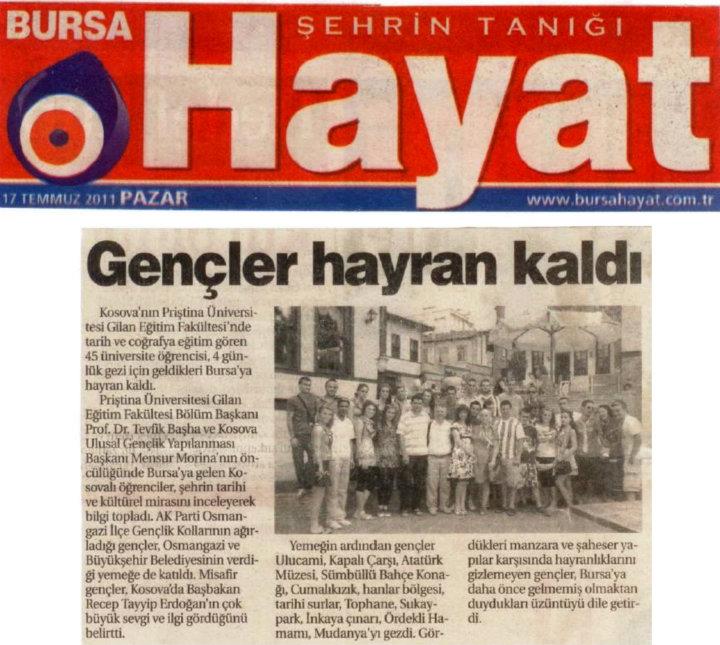 BURSA
ŞEHRİN TANIĞI
Hayat
17 TEMMUZ 2011 PAZAR
www.bursahayat.com.tr
Gençler hayran kaldı
Kosova'nın Priştina Üniversi-
tesi Gilan Eğitim Fakültesi'nde
tarih ve coğrafya eğitim gören
45 üniversite öğrencisi, 4 gün-
lük gezi için geldikleri Bursa'ya
hayran kaldı.
Priştina Üniversitesi Gilan
Eğitim Fakültesi Bölüm Başkanı
Prof. Dr. Tevfik Başha ve Kosova
Ulusal Gençlik Yapılanması
Başkanı Mensur Morina'nın ön-
cülüğünde Bursa'ya gelen Ko-
sovalı öğrenciler, şehrin tarihi
ve kültürel mirasını inceleyerek
bilgi topladı. AK Parti Osman-
gazi İlçe Gençlik Kollarının ağır-
ladığı gençler, Osmangazi ve
Büyükşehir Belediyesinin verdi-
ği yemeğe de katıldı. Misafir
gençler, Kosova'da Başbakan
Recep Tayyip Erdoğan'ın çok
büyük sevgi ve ilgi gördüğünü
belirtti.
Yemeğin ardından gençler
Ulucami, Kapalı Çarşı, Atatürk
Müzesi, Sümbüllü Bahçe Kona-
ğı, Cumalıkızık, hanlar bölgesi,
tarihi surlar, Tophane, Sukay-
park, İnkaya çınarı, Ördekli Ha-
mamı, Mudanya'yı gezdi. Gör-
dükleri manzara ve şaheser ya-
pılar karşısında hayranlıklarını
gizlemeyen gençler, Bursa'ya
daha önce gelmemiş olmaktan
duydukları üzüntüyü dile getir-
di.